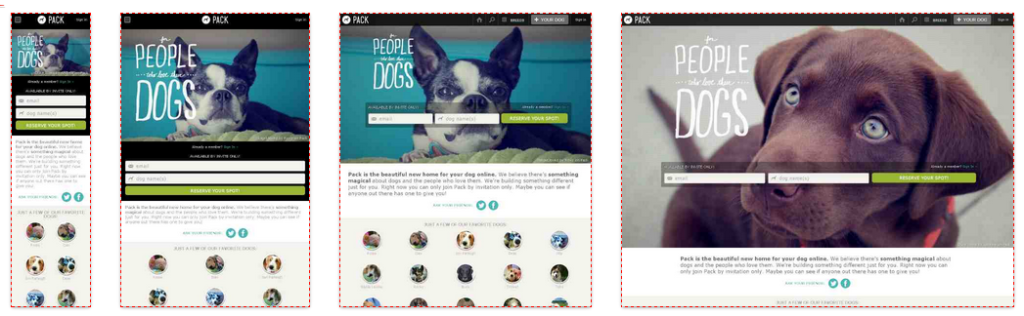 PACK
Sign in
for
PEOPLE
who love their
DOGS
Already a member? Sign in
AVAILABLE BY INVITE ONLY
email
dog name(s)
RESERVE YOUR SPOT!
Pack is the beautiful new home
for your dog online. We believe
there's something magical about
dogs and the people who love
them. We're building something
different just for you. Right now
you can only join Pack by
invitation only. Maybe you can see
if anyone out there has one to
give you!
JUST A FEW OF OUR FAVORITE
DOGS!
PACK
Sign in
for
PEOPLE
who love their
DOGS
Already a member? Sign in
AVAILABLE BY INVITE ONLY!
email
dog name(s)
RESERVE YOUR SPOT!
Pack is the beautiful new home for your dog online. We believe there's something
magical about dogs and the people who love them. We're building something different
just for you. Right now you can only join Pack by invitation only. Maybe you can see if
anyone out there has one to give you!
JUST A FEW OF OUR FAVORITE DOGS!
PACK
BREEDS
+ YOUR DOG
Sign in
for
PEOPLE
who love their
DOGS
AVAILABLE BY INVITE ONLY!
Already a member? Sign in
email
dog name(s)
RESERVE YOUR SPOT!
Pack is the beautiful new home for your dog online. We believe there's something
magical about dogs and the people who love them. We're building something different
just for you. Right now you can only join Pack by invitation only. Maybe you can see if
anyone out there has one to give you!
JUST A FEW OF OUR FAVORITE DOGS!
PACK
BREEDS
+ YOUR DOG
Sign in
for
PEOPLE
who love their
DOGS
AVAILABLE BY INVITE ONLY!
Already a member? Sign in
email
dog name(s)
RESERVE YOUR SPOT!
Pack is the beautiful new home for your dog online. We believe there's something magical about
dogs and the people who love them. We're building something different just for you. Right now you can
only join Pack by invitation only. Maybe you can see if anyone out there has one to give you!
JUST A FEW OF OUR FAVORITE DOGS!